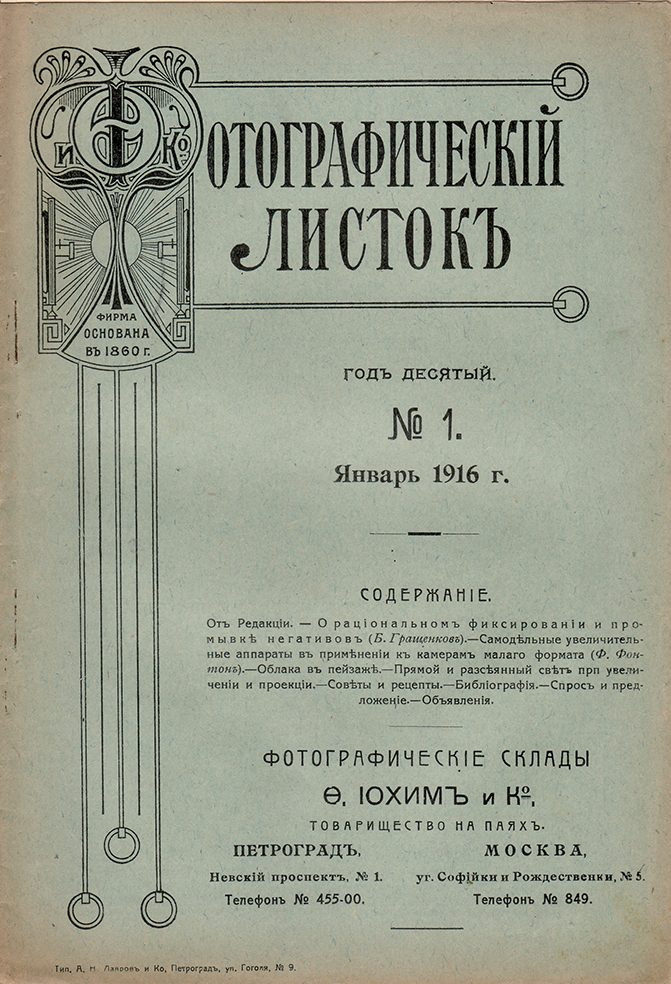 ФОТОГРАФИЧЕСКІЙ
ЛИСТОКЪ
И Ко
ФИРМА
ОСНОВАНА
ВЪ 1860 г.
ГОДЪ ДЕСЯТЫЙ.
№ 1.
Январь 1916 г.
СОДЕРЖАНІЕ.
Отъ Редакціи. — О раціональномъ фиксированіи и про-
мывкѣ негативовъ (Б. Гращенковъ).—Самодѣльные увеличитель-
ные аппараты въ примѣненіи къ камерамъ малаго формата (Ф. Фон-
тонъ).—Облака въ пейзажѣ.—Прямой и разсѣянный свѣтъ прп увели-
ченіи и проекціи.—Совѣты и рецепты.—Библіографія.—Спросъ и пред-
ложеніе.—Объявленія.
ФОТОГРАФИЧЕСКІЕ СКЛАДЫ
Ѳ. ІОХИМЪ и Кº.
ТОВАРИЩЕСТВО НА ПАЯХЪ.
ПЕТРОГРАДЪ,
Невскій проспектъ, № 1.
Телефонъ № 455-00.
МОСКВА,
уг. Софійки и Рождественки, № 5.
Телефонъ № 849.
Тип. А. Н. Лавровъ и Ко, Петроградъ, ул. Гоголя, № 9.